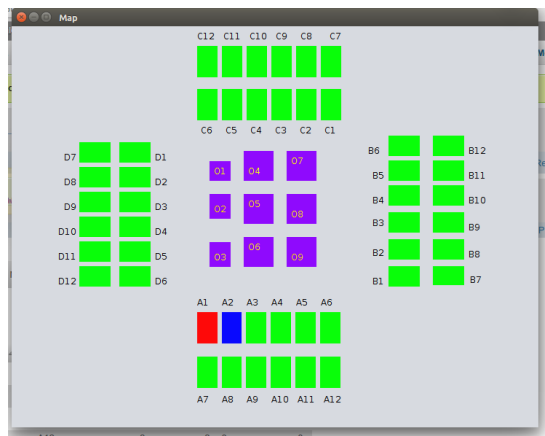 Map
C12 C11 C10 C9 C8 C7
C6 C5 C4 C3 C2 C1
D7 D1
D8 D2
D9 D3
D10 D4
D11 D5
D12 D6
O1 O4 O7
O2 O5 O8
O3 O6 O9
B6 B12
B5 B11
B4 B10
B3 B9
B2 B8
B1 B7
A1 A2 A3 A4 A5 A6
A7 A8 A9 A10 A11 A12